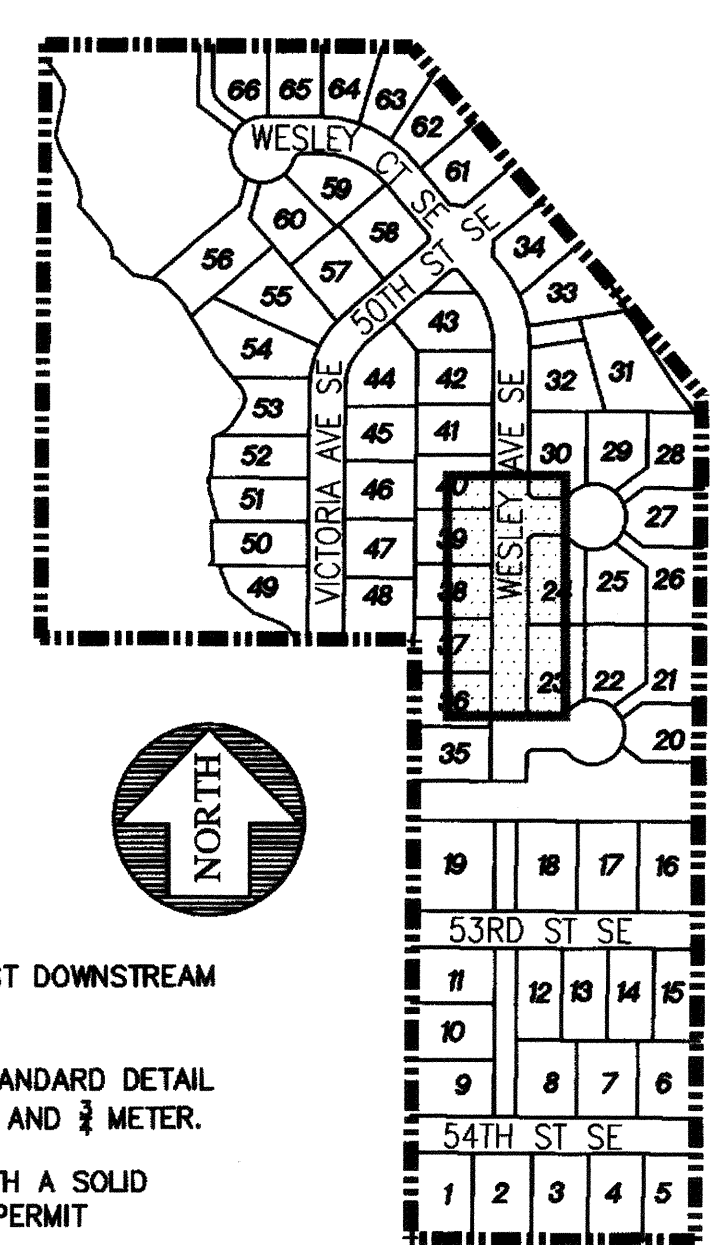 66 65 64 63
62
WESLEY CT SE
61
59
60
58
34
56
57
50TH ST SE
33
55
43
54
44 42 32 31
53
VICTORIA AVE SE
WESLEY AVE SE
45 41 30 29 28
52
46 40
51
27
39
50
47
38 24 25 26
49
48
37
36 23 22 21
35
20
NORTH
19 18 17 16
53RD ST SE
ST DOWNSTREAM
11 12 13 14 15
10
ANDARD DETAIL
9 8 7 6
AND 3/4 METER.
54TH ST SE
TH A SOLID
1 2 3 4 5
PERMIT